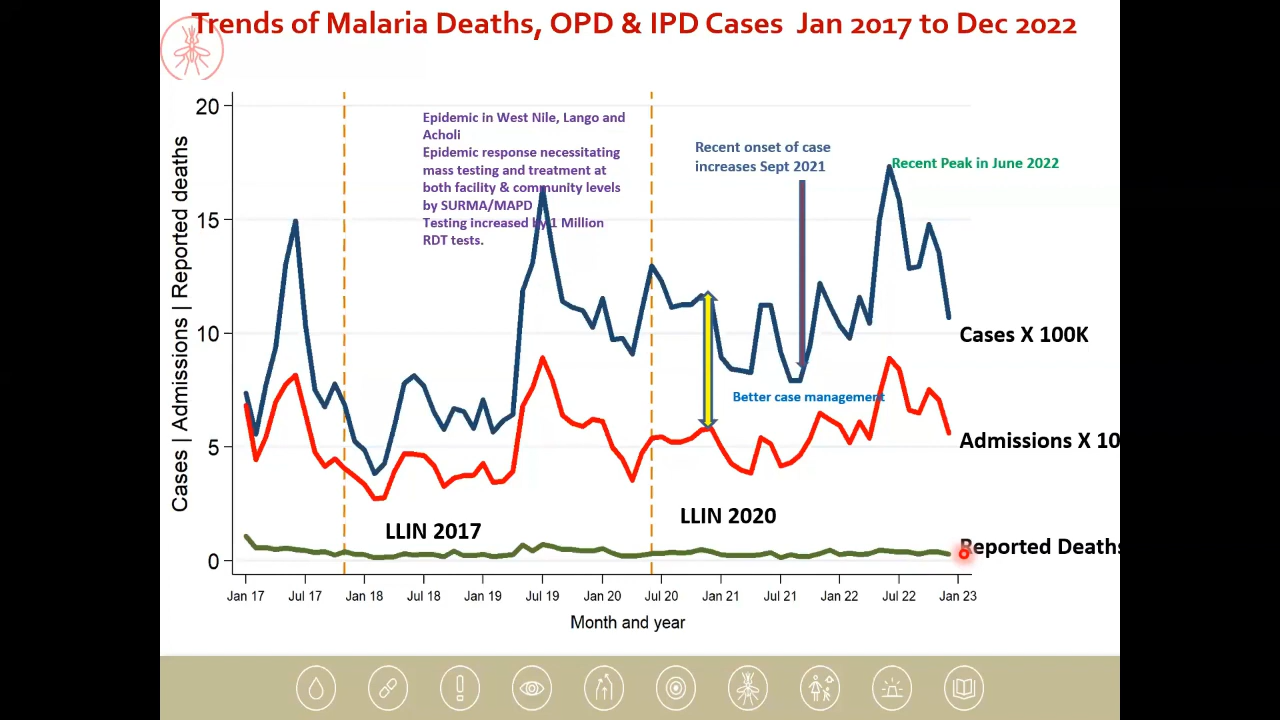 Trends of Malaria Deaths, OPD & IPD Cases Jan 2017 to Dec 2022
Cases | Admissions | Reported deaths
20
15
10
5
0
Epidemic in West Nile, Lango and
Acholi
Epidemic response necessitating
mass testing and treatment at
both facility & community levels
by SURMA/MAPD
Testing increased by 1 Million
RDT tests.
Recent onset of case
increases Sept 2021
Recent Peak in June 2022
Cases X 100K
Better case management
Admissions X 10
LLIN 2017
LLIN 2020
Reported Deaths
Jan 17
Jul 17
Jan 18
Jul 18
Jan 19
Jul 19
Jan 20
Jul 20
Jan 21
Jul 21
Jan 22
Jul 22
Jan 23
Month and year